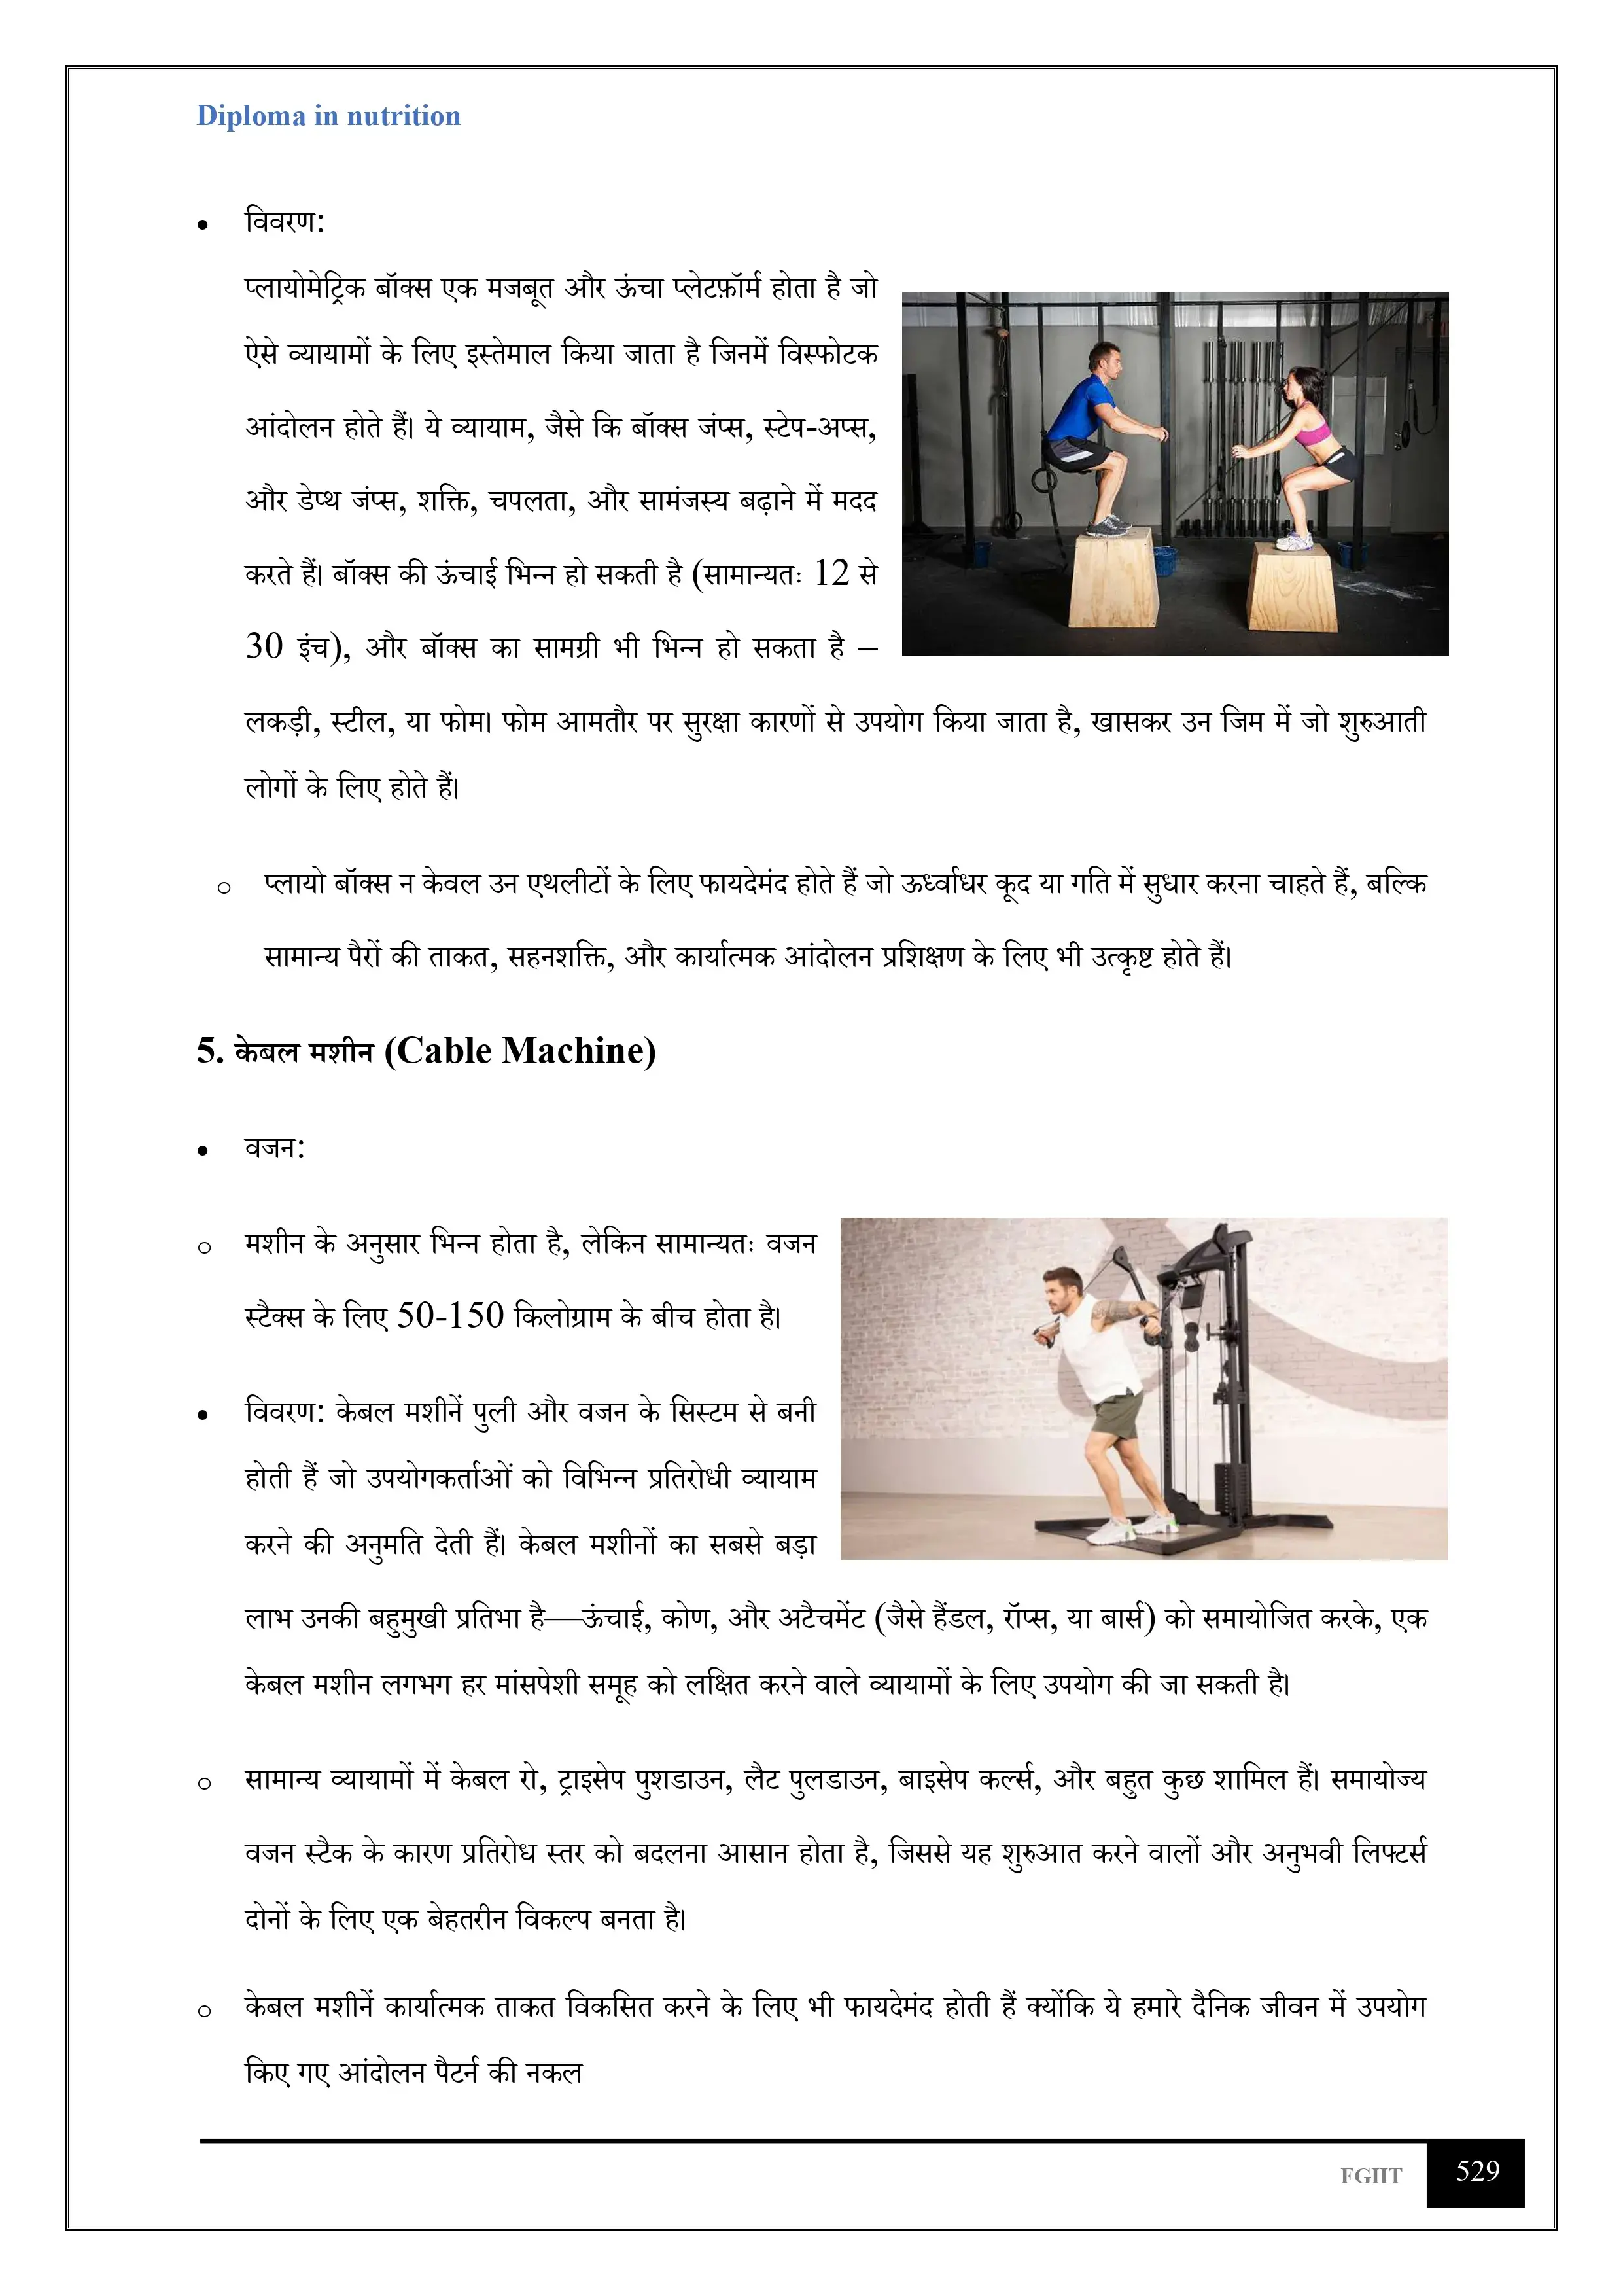 Diploma in nutrition
• विवरण:
प्लायोमेट्रिक बॉक्स एक मजबूत और ऊंचा प्लेटफ़ॉर्म होता है जो
ऐसे व्यायामों के लिए इस्तेमाल किया जाता है जिनमें विस्फोटक
आंदोलन होते हैं। ये व्यायाम, जैसे कि बॉक्स जंप्स, स्टेप-अप्स,
और डेप्थ जंप्स, शक्ति, चपलता, और सामंजस्य बढ़ाने में मदद
करते हैं। बॉक्स की ऊंचाई भिन्न हो सकती है (सामान्यतः 12 से
30 इंच), और बॉक्स का सामग्री भी भिन्न हो सकता है –
लकड़ी, स्टील, या फोम। फोम आमतौर पर सुरक्षा कारणों से उपयोग किया जाता है, खासकर उन जिम में जो शुरुआती
लोगों के लिए होते हैं।
o प्लायो बॉक्स न केवल उन एथलीटों के लिए फायदेमंद होते हैं जो ऊर्ध्वाधर कूद या गति में सुधार करना चाहते हैं, बल्कि
सामान्य पैरों की ताकत, सहनशक्ति, और कार्यात्मक आंदोलन प्रशिक्षण के लिए भी उत्कृष्ट होते हैं।
5. केबल मशीन (Cable Machine)
• वजन:
o मशीन के अनुसार भिन्न होता है, लेकिन सामान्यतः वजन
स्टैक्स के लिए 50-150 किलोग्राम के बीच होता है।
• विवरण: केबल मशीनें पुली और वजन के सिस्टम से बनी
होती हैं जो उपयोगकर्ताओं को विभिन्न प्रतिरोधी व्यायाम
करने की अनुमति देती हैं। केबल मशीनों का सबसे बड़ा
लाभ उनकी बहुमुखी प्रतिभा है—ऊंचाई, कोण, और अटैचमेंट (जैसे हैंडल, रॉप्स, या बार्स) को समायोजित करके, एक
केबल मशीन लगभग हर मांसपेशी समूह को लक्षित करने वाले व्यायामों के लिए उपयोग की जा सकती है।
o सामान्य व्यायामों में केबल रो, ट्राइसेप पुशडाउन, लैट पुलडाउन, बाइसेप कर्ल्स, और बहुत कुछ शामिल हैं। समायोज्य
वजन स्टैक के कारण प्रतिरोध स्तर को बदलना आसान होता है, जिससे यह शुरुआत करने वालों और अनुभवी लिफ्टर्स
दोनों के लिए एक बेहतरीन विकल्प बनता है।
o केबल मशीनें कार्यात्मक ताकत विकसित करने के लिए भी फायदेमंद होती हैं क्योंकि ये हमारे दैनिक जीवन में उपयोग
किए गए आंदोलन पैटर्न की नकल
FGIIT 529